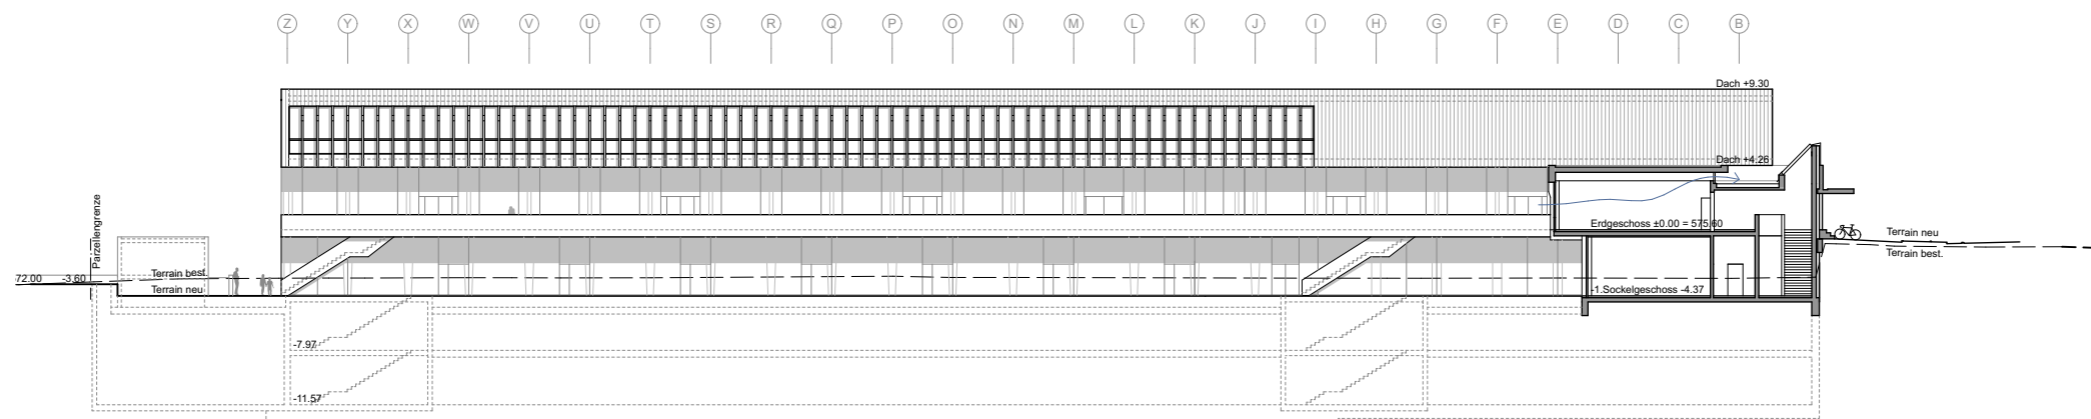 Z Y X W V U T S R Q P O N M L K J I H G F E D C B
Dach +9.30
Dach +4.26
Parzellengrenze
Erdgeschoss ±0.00 = 575.60
Terrain neu
Terrain best.
72.00 -3.60
Terrain best.
Terrain neu
-1.Sockelgeschoss -4.37
-7.97
-11.57